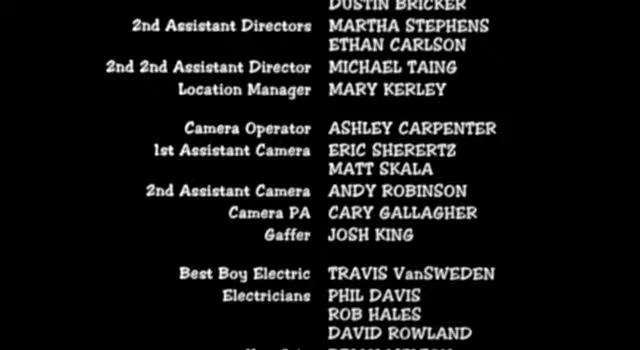 DUSTIN BRICKER
2nd Assistant Directors MARTHA STEPHENS
ETHAN CARLSON
2nd 2nd Assistant Director MICHAEL TAING
Location Manager MARY KERLEY
Camera Operator ASHLEY CARPENTER
1st Assistant Camera ERIC SHERERTZ
MATT SKALA
2nd Assistant Camera ANDY ROBINSON
Camera PA CARY GALLAGHER
Gaffer JOSH KING
Best Boy Electric TRAVIS VanSWEDEN
Electricians PHIL DAVIS
ROB HALES
DAVID ROWLAND